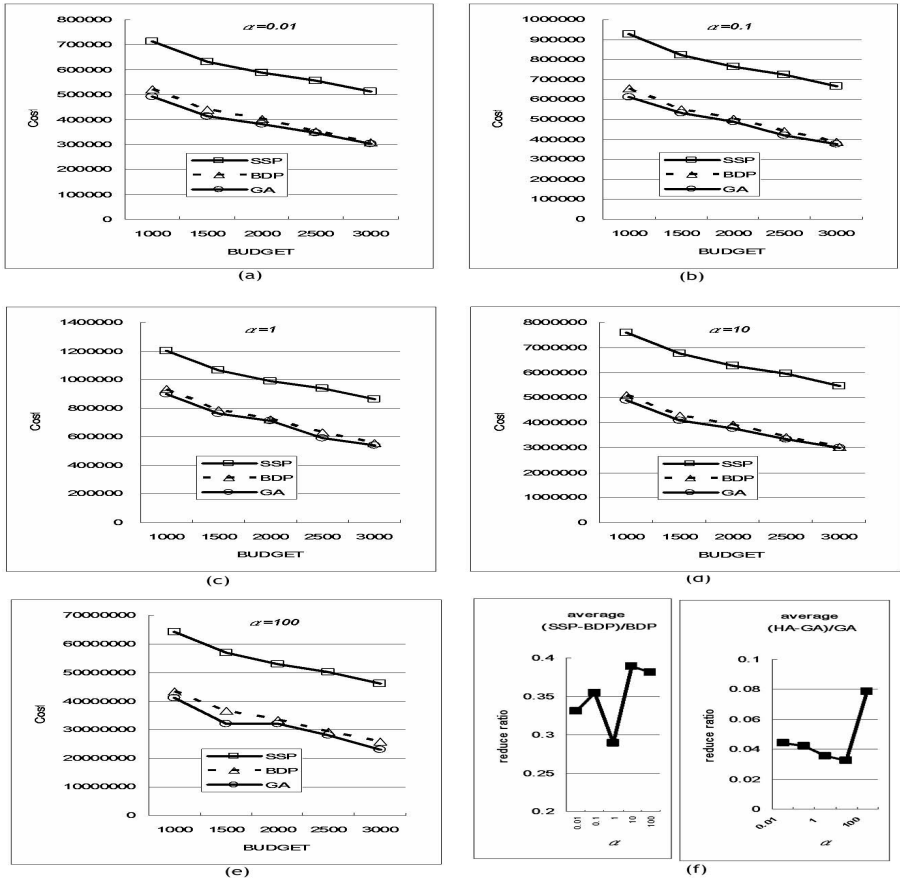 α=0.01
800000
700000
600000
500000
400000
300000
200000
100000
0
Cost
SSP
BDP
GA
1000 1500 2000 2500 3000
BUDGET
(a)
α=0.1
1000000
900000
800000
700000
600000
500000
400000
300000
200000
100000
0
Cost
SSP
BDP
GA
1000 1500 2000 2500 3000
BUDGET
(b)
α=1
1400000
1200000
1000000
800000
600000
400000
200000
0
Cost
SSP
BDP
GA
1000 1500 2000 2500 3000
BUDGET
(c)
α=10
8000000
7000000
6000000
5000000
4000000
3000000
2000000
1000000
0
Cost
SSP
BDP
GA
1000 1500 2000 2500 3000
BUDGET
(d)
α=100
70000000
60000000
50000000
40000000
30000000
20000000
10000000
0
Cost
SSP
BDP
GA
1000 1500 2000 2500 3000
BUDGET
(e)
average
(SSP-BDP)/BDP
0.4
0.35
0.3
0.25
0.2
reduce ratio
0.01 0.1 1 10 100
α
average
(HA-GA)/GA
0.1
0.08
0.06
0.04
0.02
0
reduce ratio
0.01 1 100
α
(f)